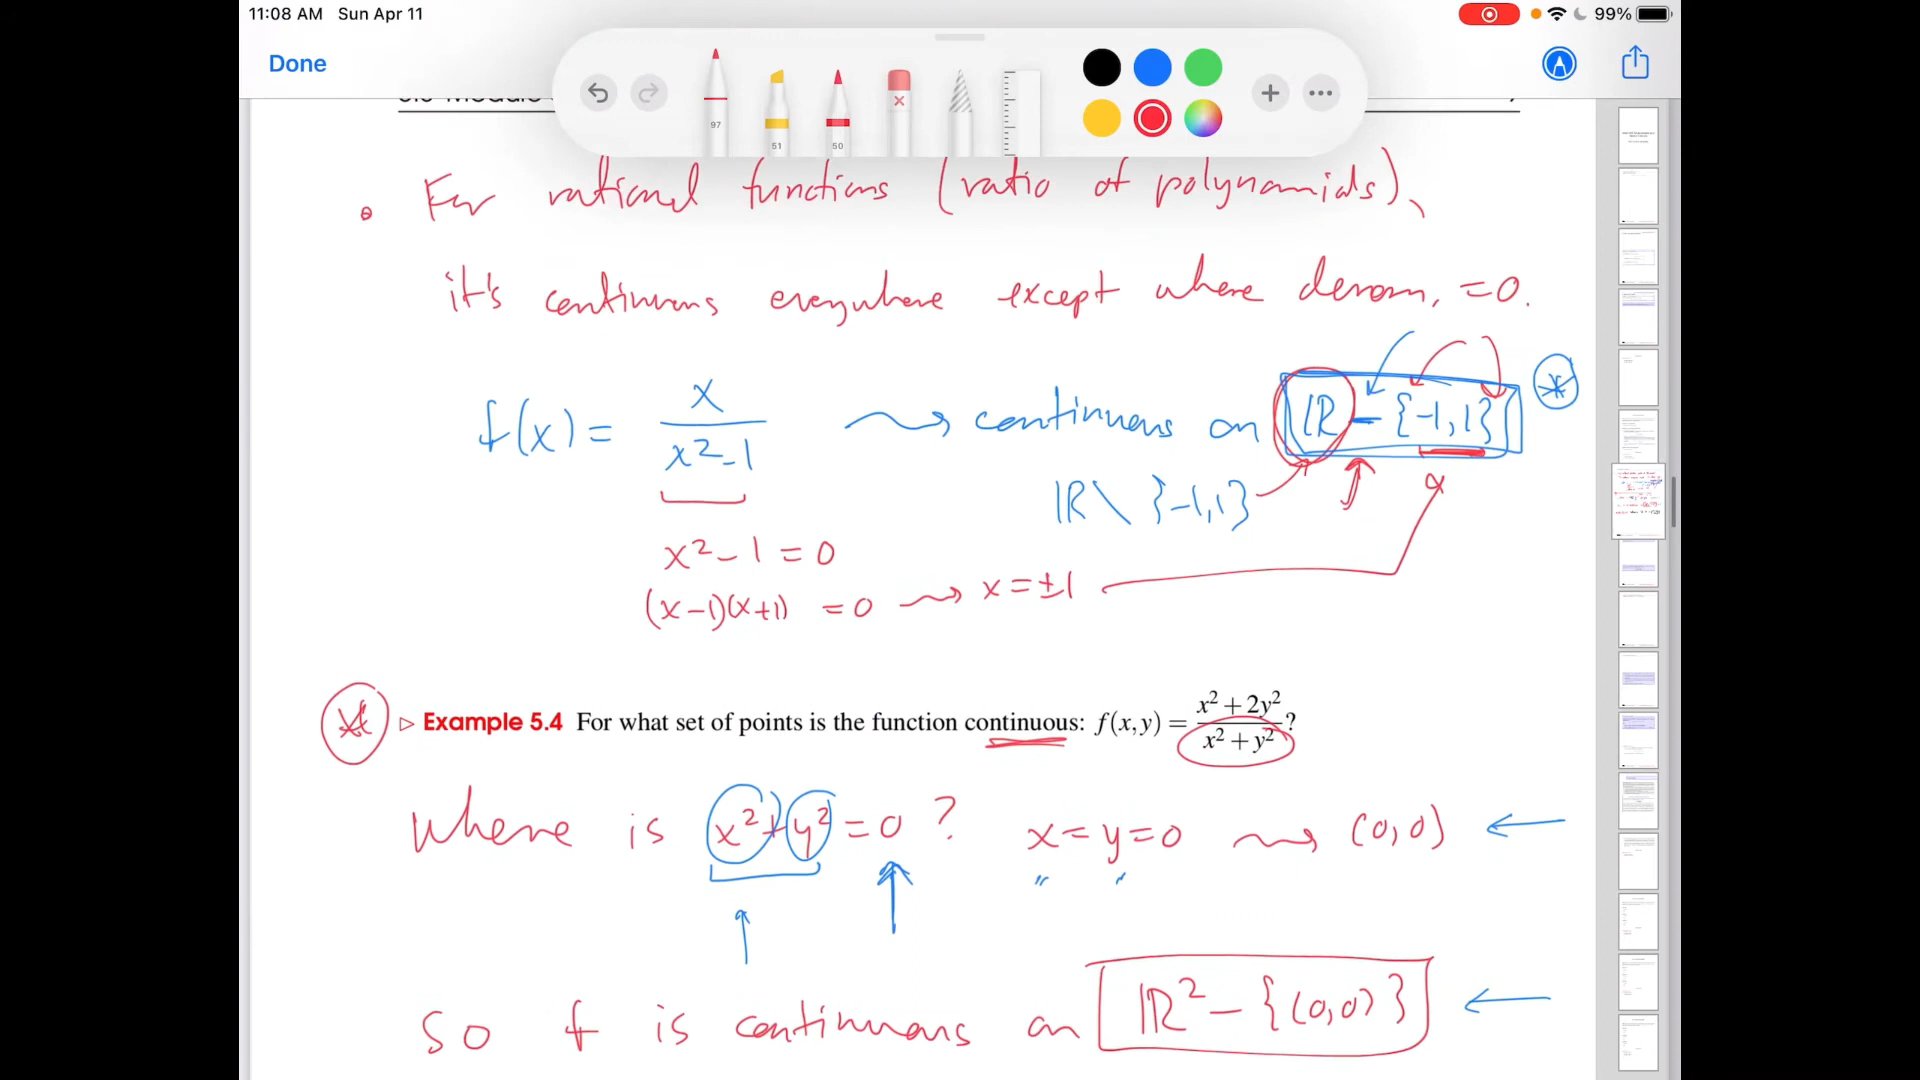 11:08 AM Sun Apr 11
99%
Done
97
51
50
• For rational functions (ratio of polynomials),
it's continuous everywhere except where denom. = 0.
f(x) = x / x² - 1 ⇝ continuous on ℝ - {-1, 1} *
ℝ \ {-1, 1}
x² - 1 = 0
(x-1)(x+1) = 0 ⇝ x = ±1
* ▷ Example 5.4 For what set of points is the function continuous: f(x,y) = x² + 2y² / x² + y² ?
Where is x² + y² = 0 ? x = y = 0 ⇝ (0,0) ←
So f is continuous on ℝ² - {(0,0)} ←